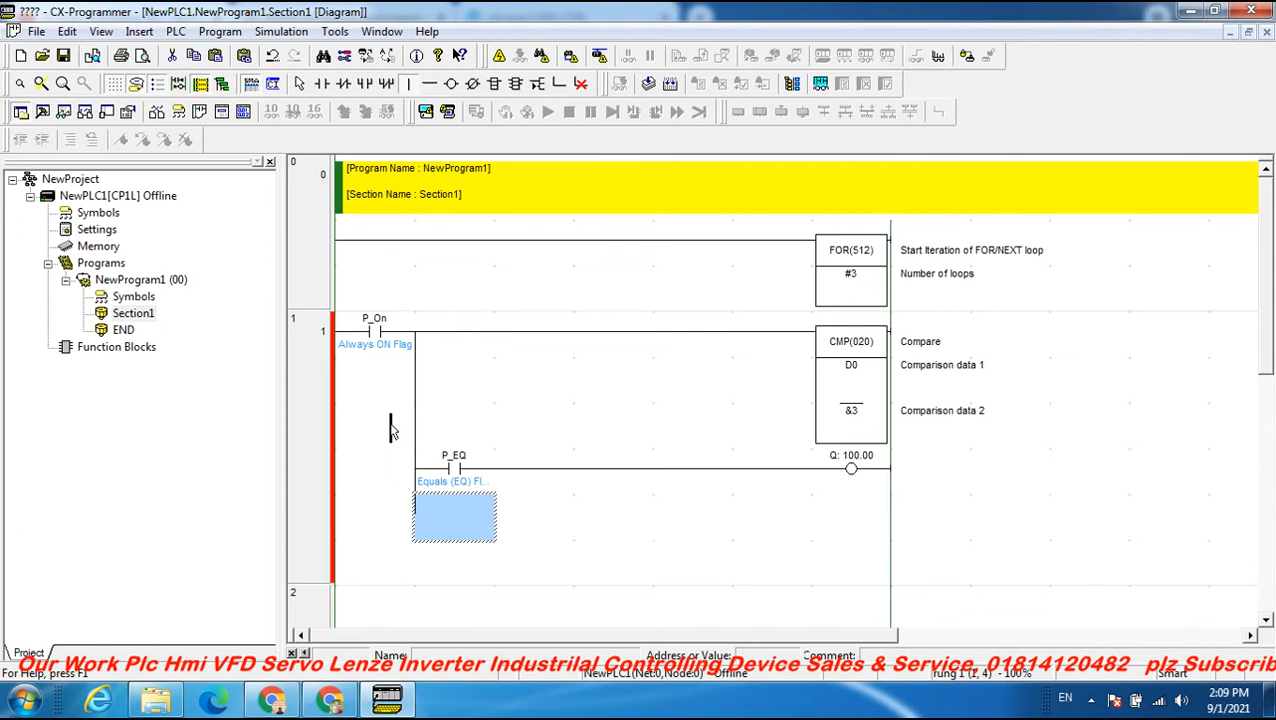 ???? - CX-Programmer - [NewPLC1.NewProgram1.Section1 [Diagram]]
File Edit View Insert PLC Program Simulation Tools Window Help
10 10 16
NewProject
NewPLC1[CP1L] Offline
Symbols
Settings
Memory
Programs
NewProgram1 (00)
Symbols
Section1
END
Function Blocks
Project
0
0
[Program Name : NewProgram1]
[Section Name : Section1]
FOR(512) Start Iteration of FOR/NEXT loop
#3 Number of loops
1
1
P_On
Always ON Flag
CMP(020) Compare
D0 Comparison data 1
&3 Comparison data 2
P_EQ Q: 100.00
Equals (EQ) Fl...
2
Name: Address or Value: Comment:
Our Work Plc Hmi VFD Servo Lenze Inverter Industrilal Controlling Device Sales & Service 01814120482 plz Subscrib
For Help, press F1 NewPLC1(Net:0,Node:0) - Offline rung 1 (1, 4) - 100% Smart
EN 2:09 PM
9/1/2021